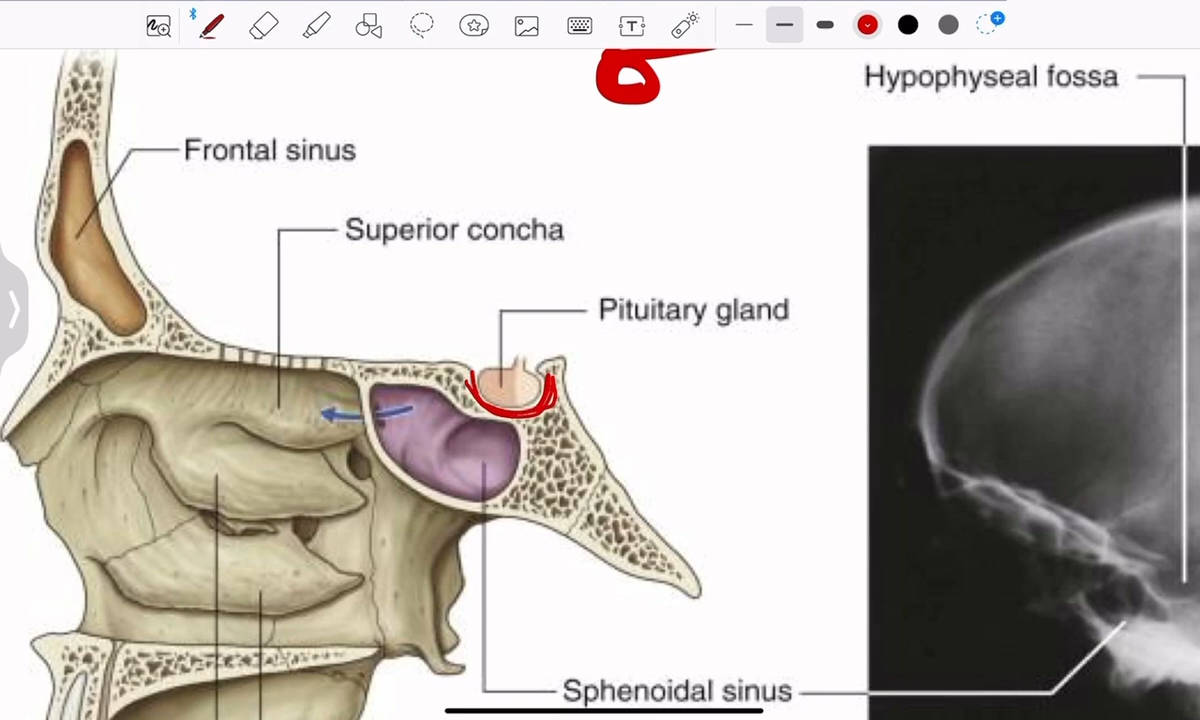 Hypophyseal fossa
Frontal sinus
Superior concha
Pituitary gland
Sphenoidal sinus